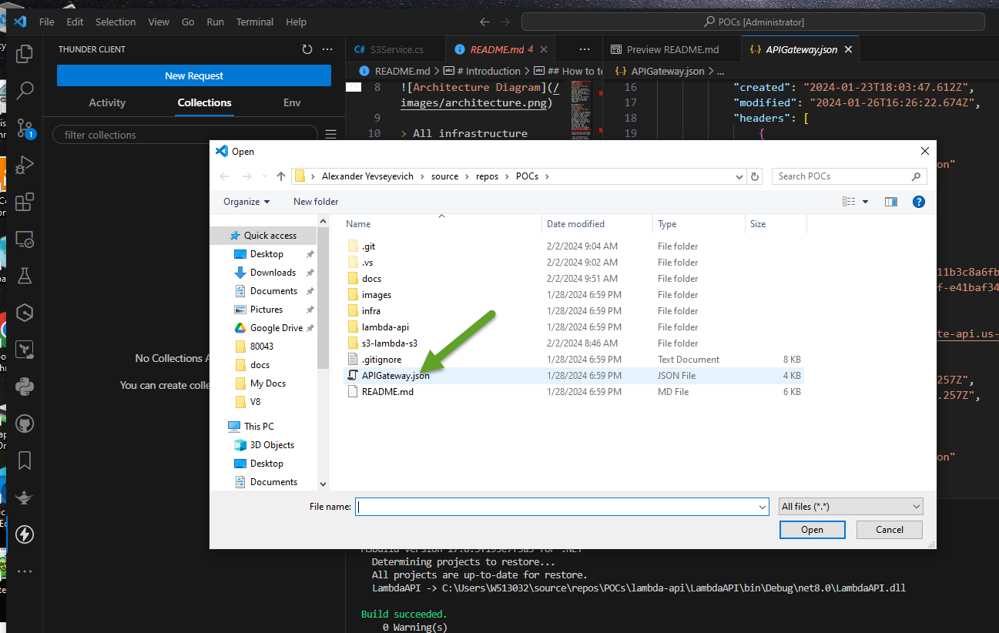 File Edit Selection View Go Run Terminal Help
POCs [Administrator]
THUNDER CLIENT
New Request
Activity Collections Env
filter collections
1
No Collections A
You can create colle
C# S3Service.cs
README.md 4
Preview README.md
{..} APIGateway.json
README.md > # Introduction > ## How to te
{..} APIGateway.json > ...
8 ![Architecture Diagram](/
images/architecture.png)
9
10 > All infrastructure
16 "created": "2024-01-23T18:03:47.612Z",
17 "modified": "2024-01-26T16:26:22.674Z",
18 "headers": [
19 {
on"
11b3c8a6fb
f-e41baf34
te-api.us-
257Z",
.257Z",
on"
Open
Alexander Yevseyevich > source > repos > POCs >
Search POCs
Organize New folder
Quick access
Desktop
Downloads
Documents
Pictures
Google Drive
80043
docs
My Docs
V8
This PC
3D Objects
Desktop
Documents
Name Date modified Type Size
.git 2/2/2024 9:04 AM File folder
.vs 2/2/2024 9:02 AM File folder
docs 2/2/2024 9:51 AM File folder
images 1/28/2024 6:59 PM File folder
infra 1/28/2024 6:59 PM File folder
lambda-api 1/28/2024 6:59 PM File folder
s3-lambda-s3 2/2/2024 8:46 AM File folder
.gitignore 1/28/2024 6:59 PM Text Document 8 KB
APIGateway.json 1/28/2024 6:59 PM JSON File 4 KB
README.md 1/28/2024 6:59 PM MD File 6 KB
File name:
All files (*.*)
Open Cancel
Determining projects to restore...
All projects are up-to-date for restore.
LambdaAPI -> C:\Users\W513032\source\repos\POCs\lambda-api\LambdaAPI\bin\Debug\net8.0\LambdaAPI.dll
Build succeeded.
0 Warning(s)